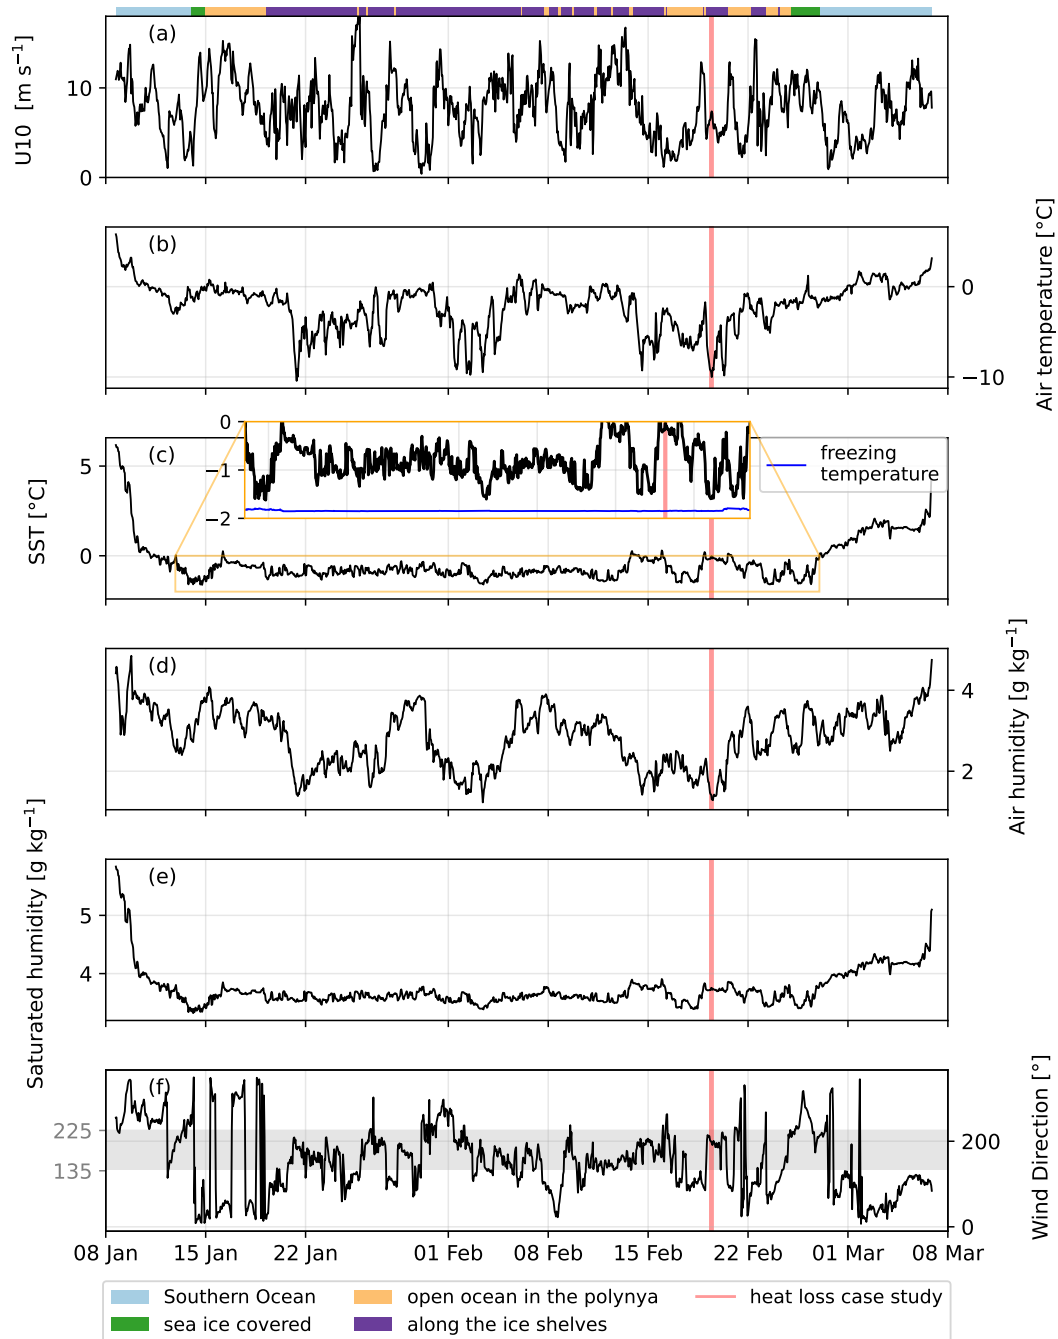 (a)
10
0
U10 [m s⁻¹]
(b)
0
−10
Air temperature [°C]
(c)
0
−1
−2
freezing
temperature
5
0
SST [°C]
(d)
4
2
Air humidity [g kg⁻¹]
(e)
5
4
Saturated humidity [g kg⁻¹]
(f)
225
135
200
0
Wind Direction [°]
08 Jan 15 Jan 22 Jan 01 Feb 08 Feb 15 Feb 22 Feb 01 Mar 08 Mar
Southern Ocean open ocean in the polynya heat loss case study
sea ice covered along the ice shelves